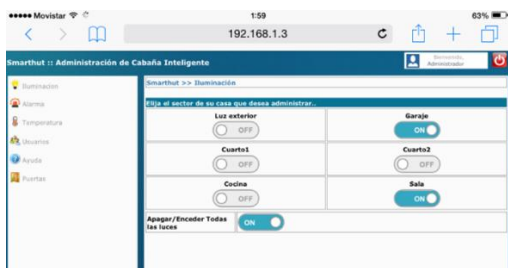 Movistar 1:59 63%
192.168.1.3
Smarthut :: Administración de Cabaña Inteligente
Bernardo,
Administrador
Iluminacion
Alarma
Temperatura
Usuarios
Ayuda
Puertas
Smarthut >> Iluminación
Elija el sector de su casa que desea administrar..
Luz exterior Garaje
OFF ON
Cuarto1 Cuarto2
OFF OFF
Cocina Sala
OFF ON
Apagar/Enceder Todas
las luces
ON